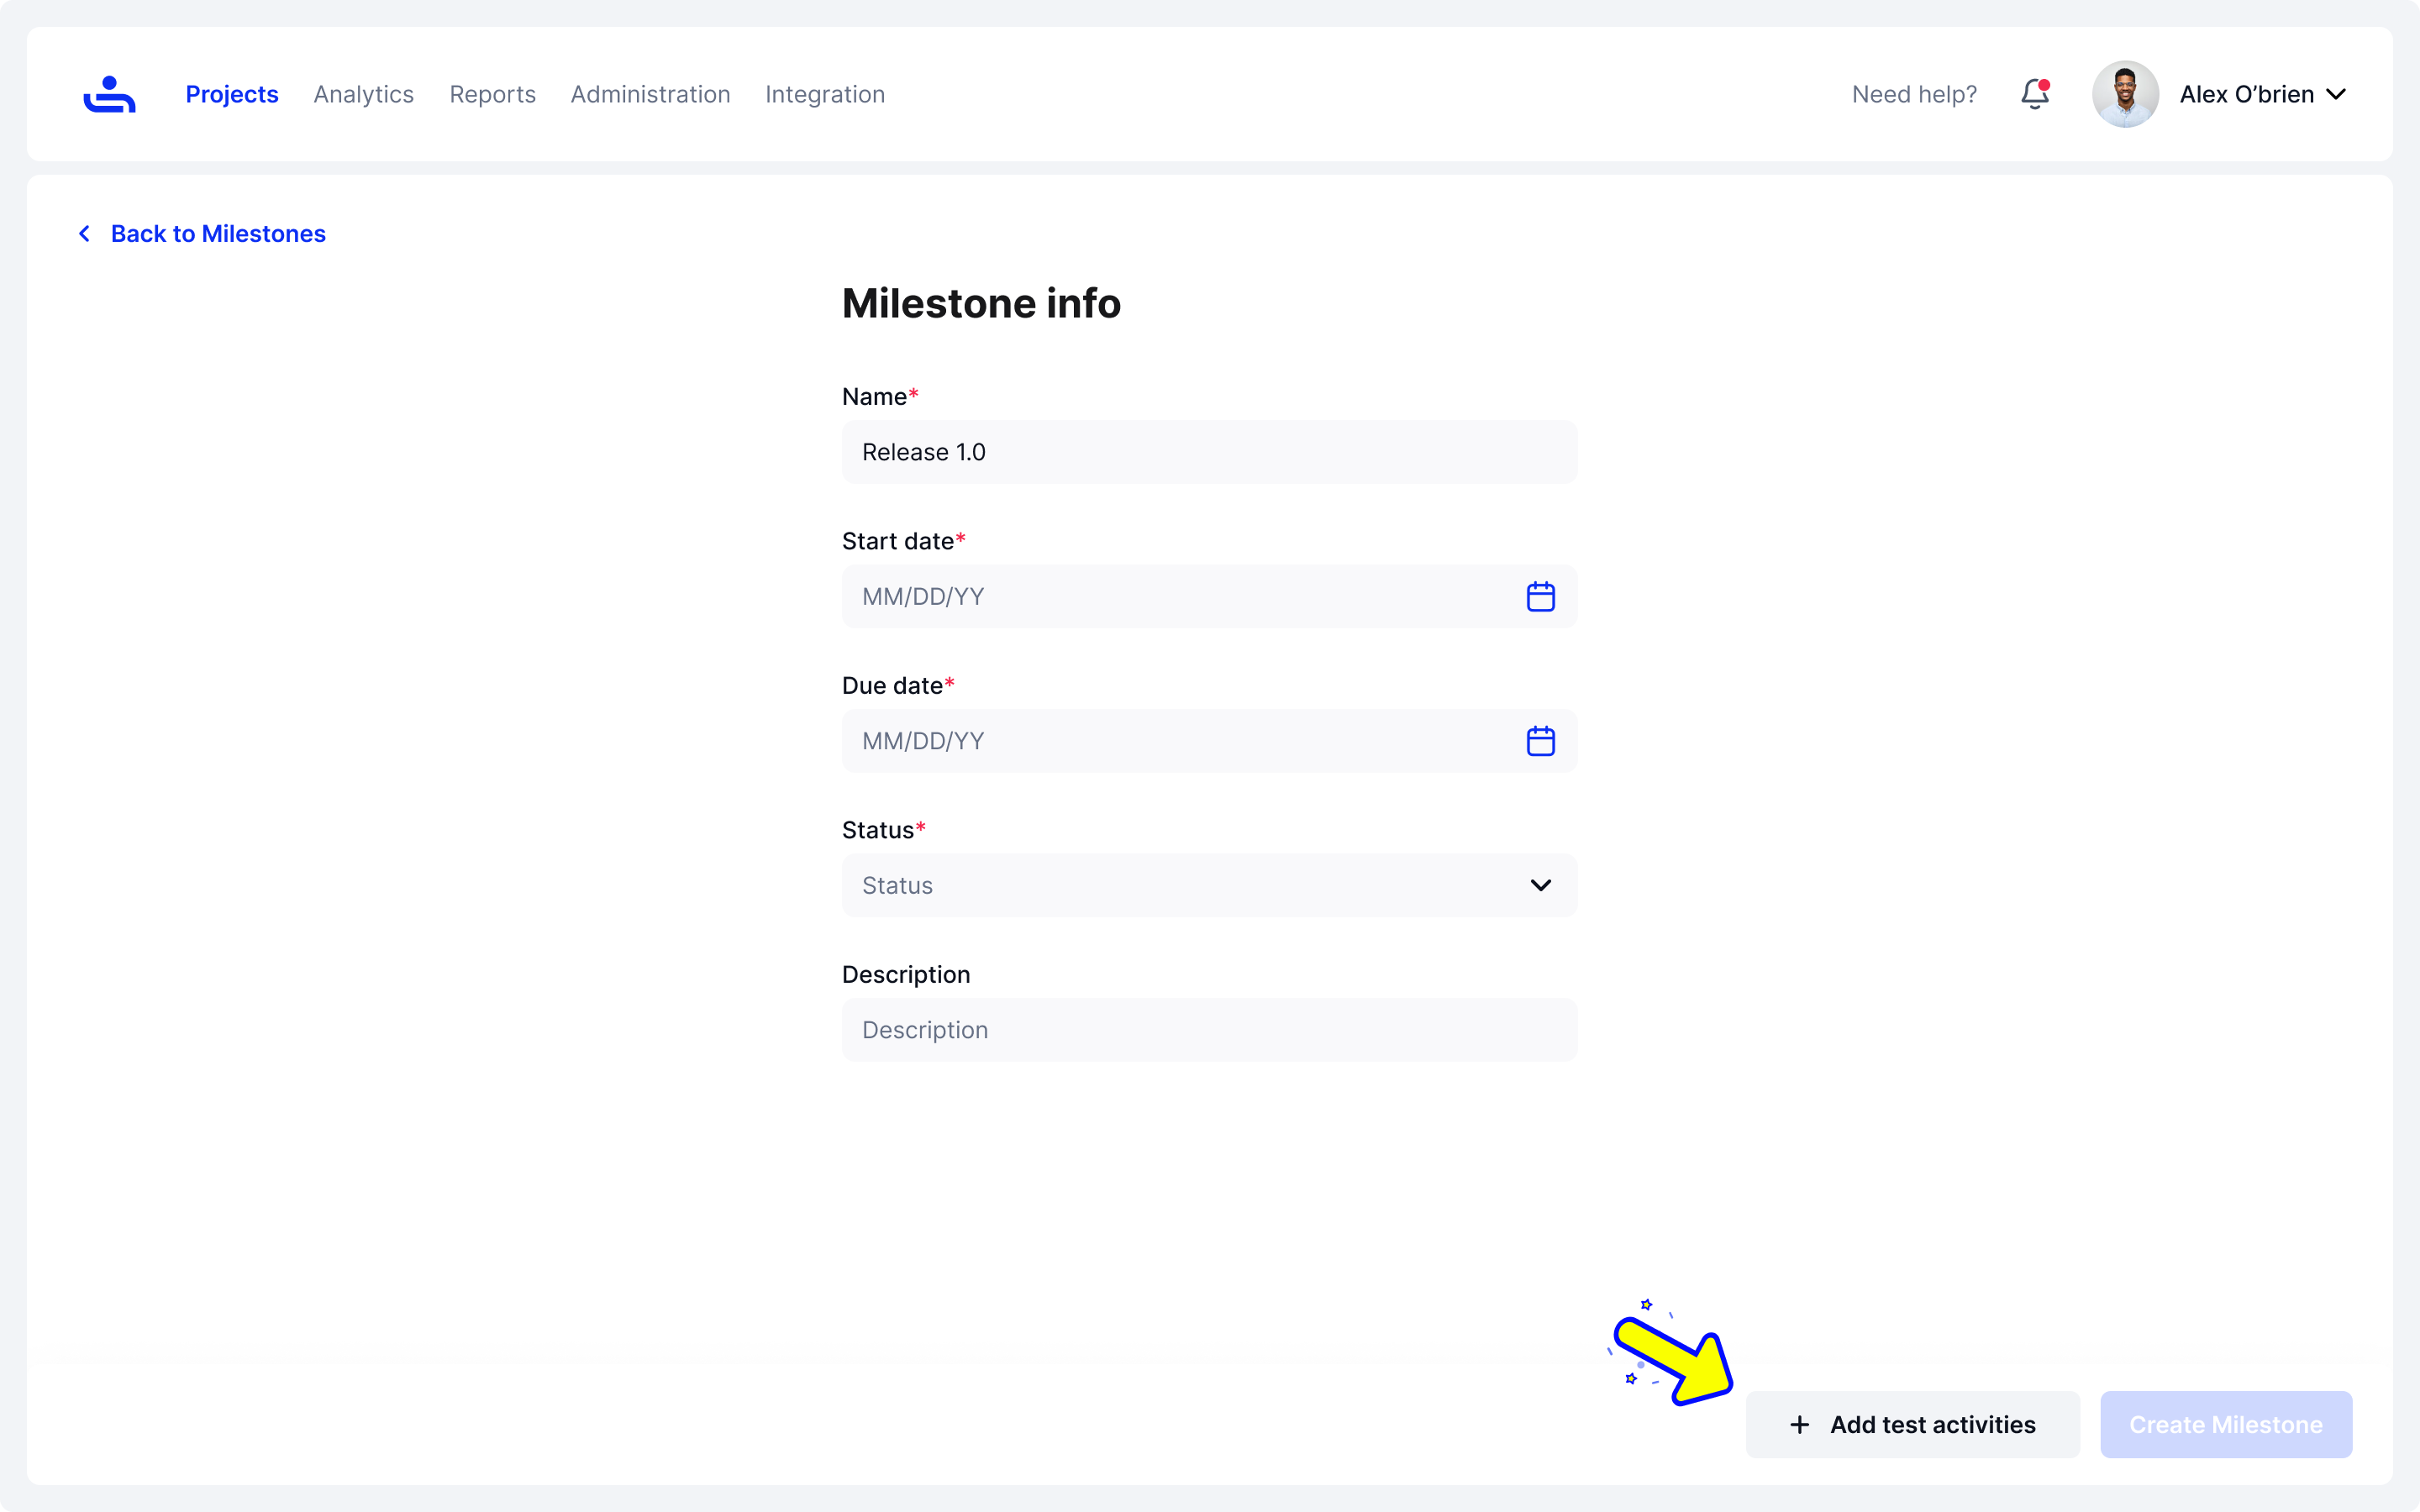 Projects Analytics Reports Administration Integration Need help? Alex O’brien
Back to Milestones
Milestone info
Name*
Release 1.0
Start date*
MM/DD/YY
Due date*
MM/DD/YY
Status*
Status
Description
Description
Add test activities Create Milestone